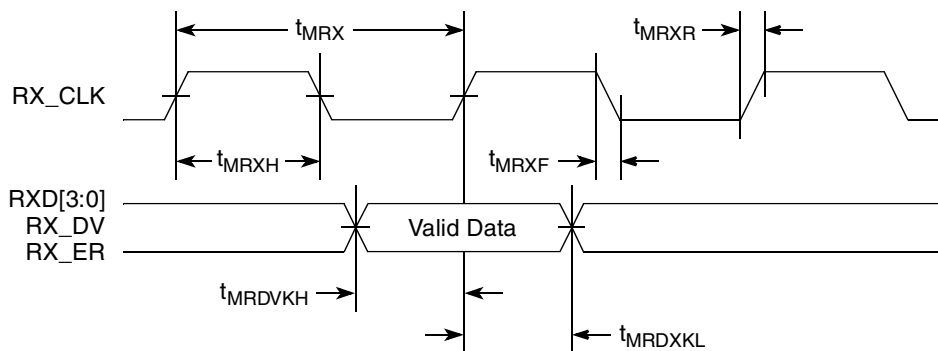 tMRX
tMRXR
RX_CLK
tMRXH
tMRXF
RXD[3:0]
RX_DV
RX_ER
Valid Data
tMRDVKH
tMRDXKL